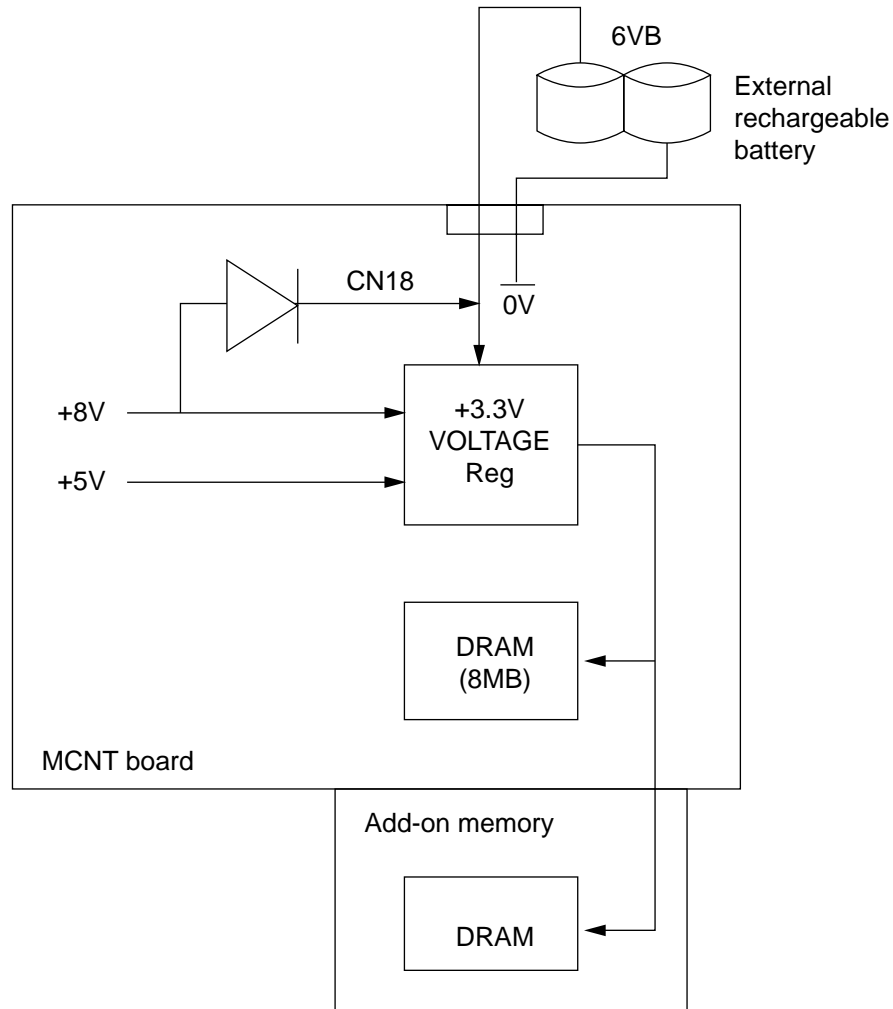 6VB
External
rechargeable
battery
CN18
0V
+8V
+3.3V
VOLTAGE
Reg
+5V
DRAM
(8MB)
MCNT board
Add-on memory
DRAM